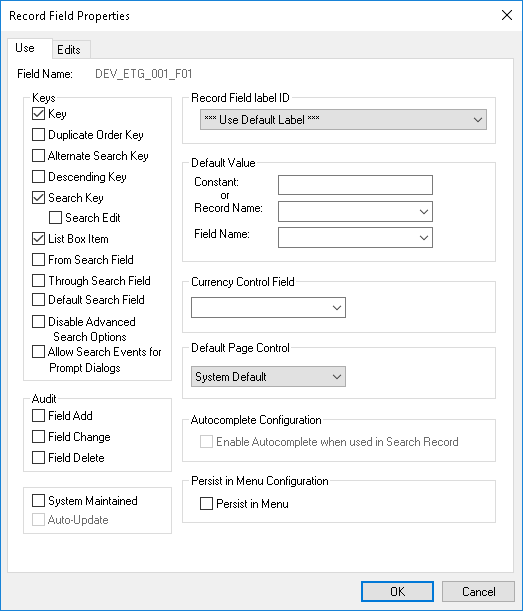 Record Field Properties
Use
Edits
Field Name: DEV_ETG_001_F01
Keys
Key
Duplicate Order Key
Alternate Search Key
Descending Key
Search Key
Search Edit
List Box Item
From Search Field
Through Search Field
Default Search Field
Disable Advanced
Search Options
Allow Search Events for
Prompt Dialogs
Audit
Field Add
Field Change
Field Delete
System Maintained
Auto-Update
Record Field label ID
*** Use Default Label ***
Default Value
Constant:
or
Record Name:
Field Name:
Currency Control Field
Default Page Control
System Default
Autocomplete Configuration
Enable Autocomplete when used in Search Record
Persist in Menu Configuration
Persist in Menu
OK
Cancel